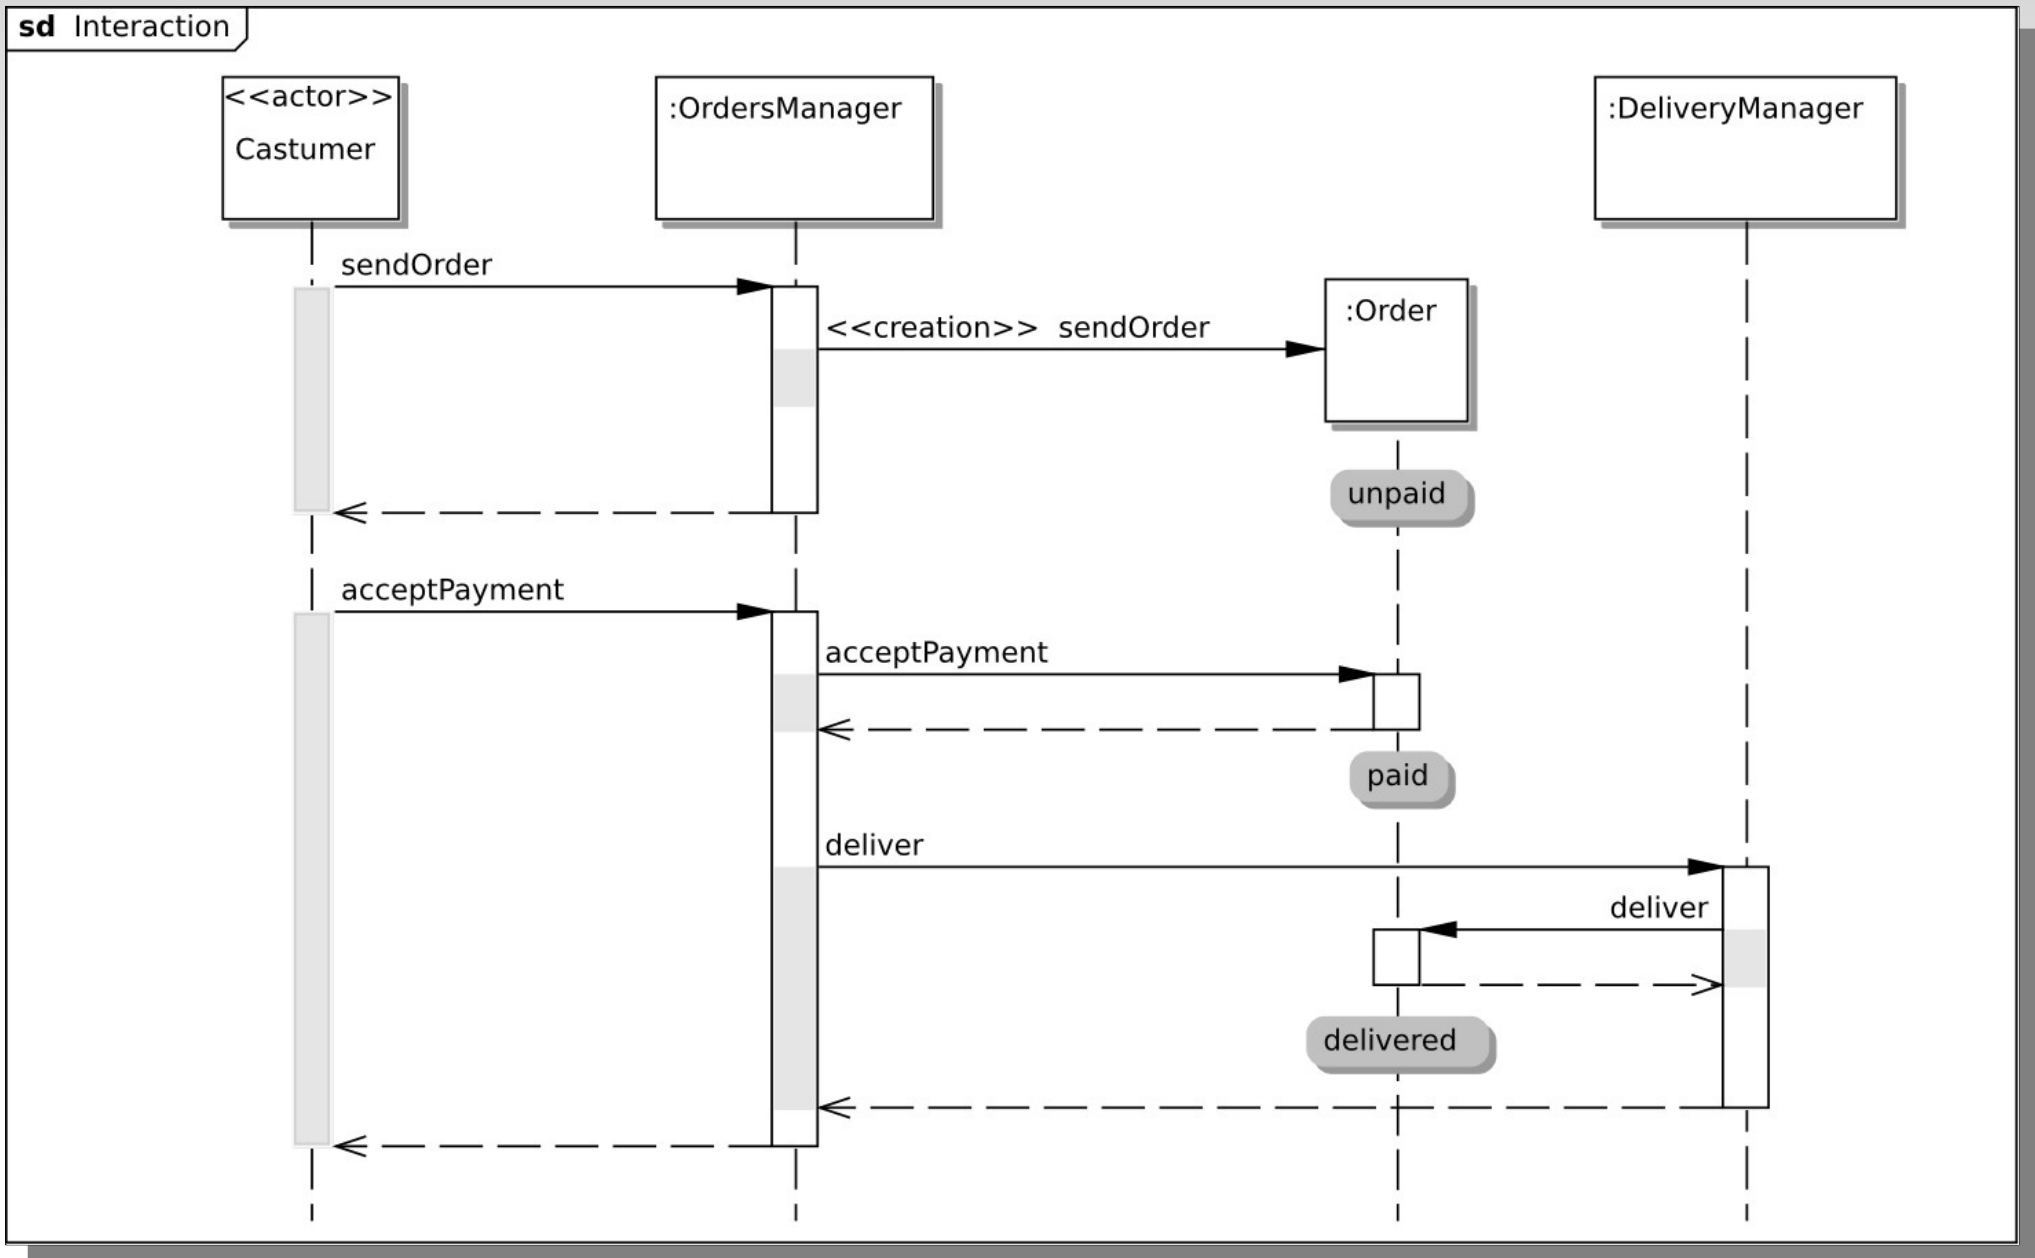 sd Interaction
<<actor>>
Castumer
:OrdersManager
:DeliveryManager
sendOrder
<<creation>> sendOrder
:Order
unpaid
acceptPayment
acceptPayment
paid
deliver
deliver
delivered